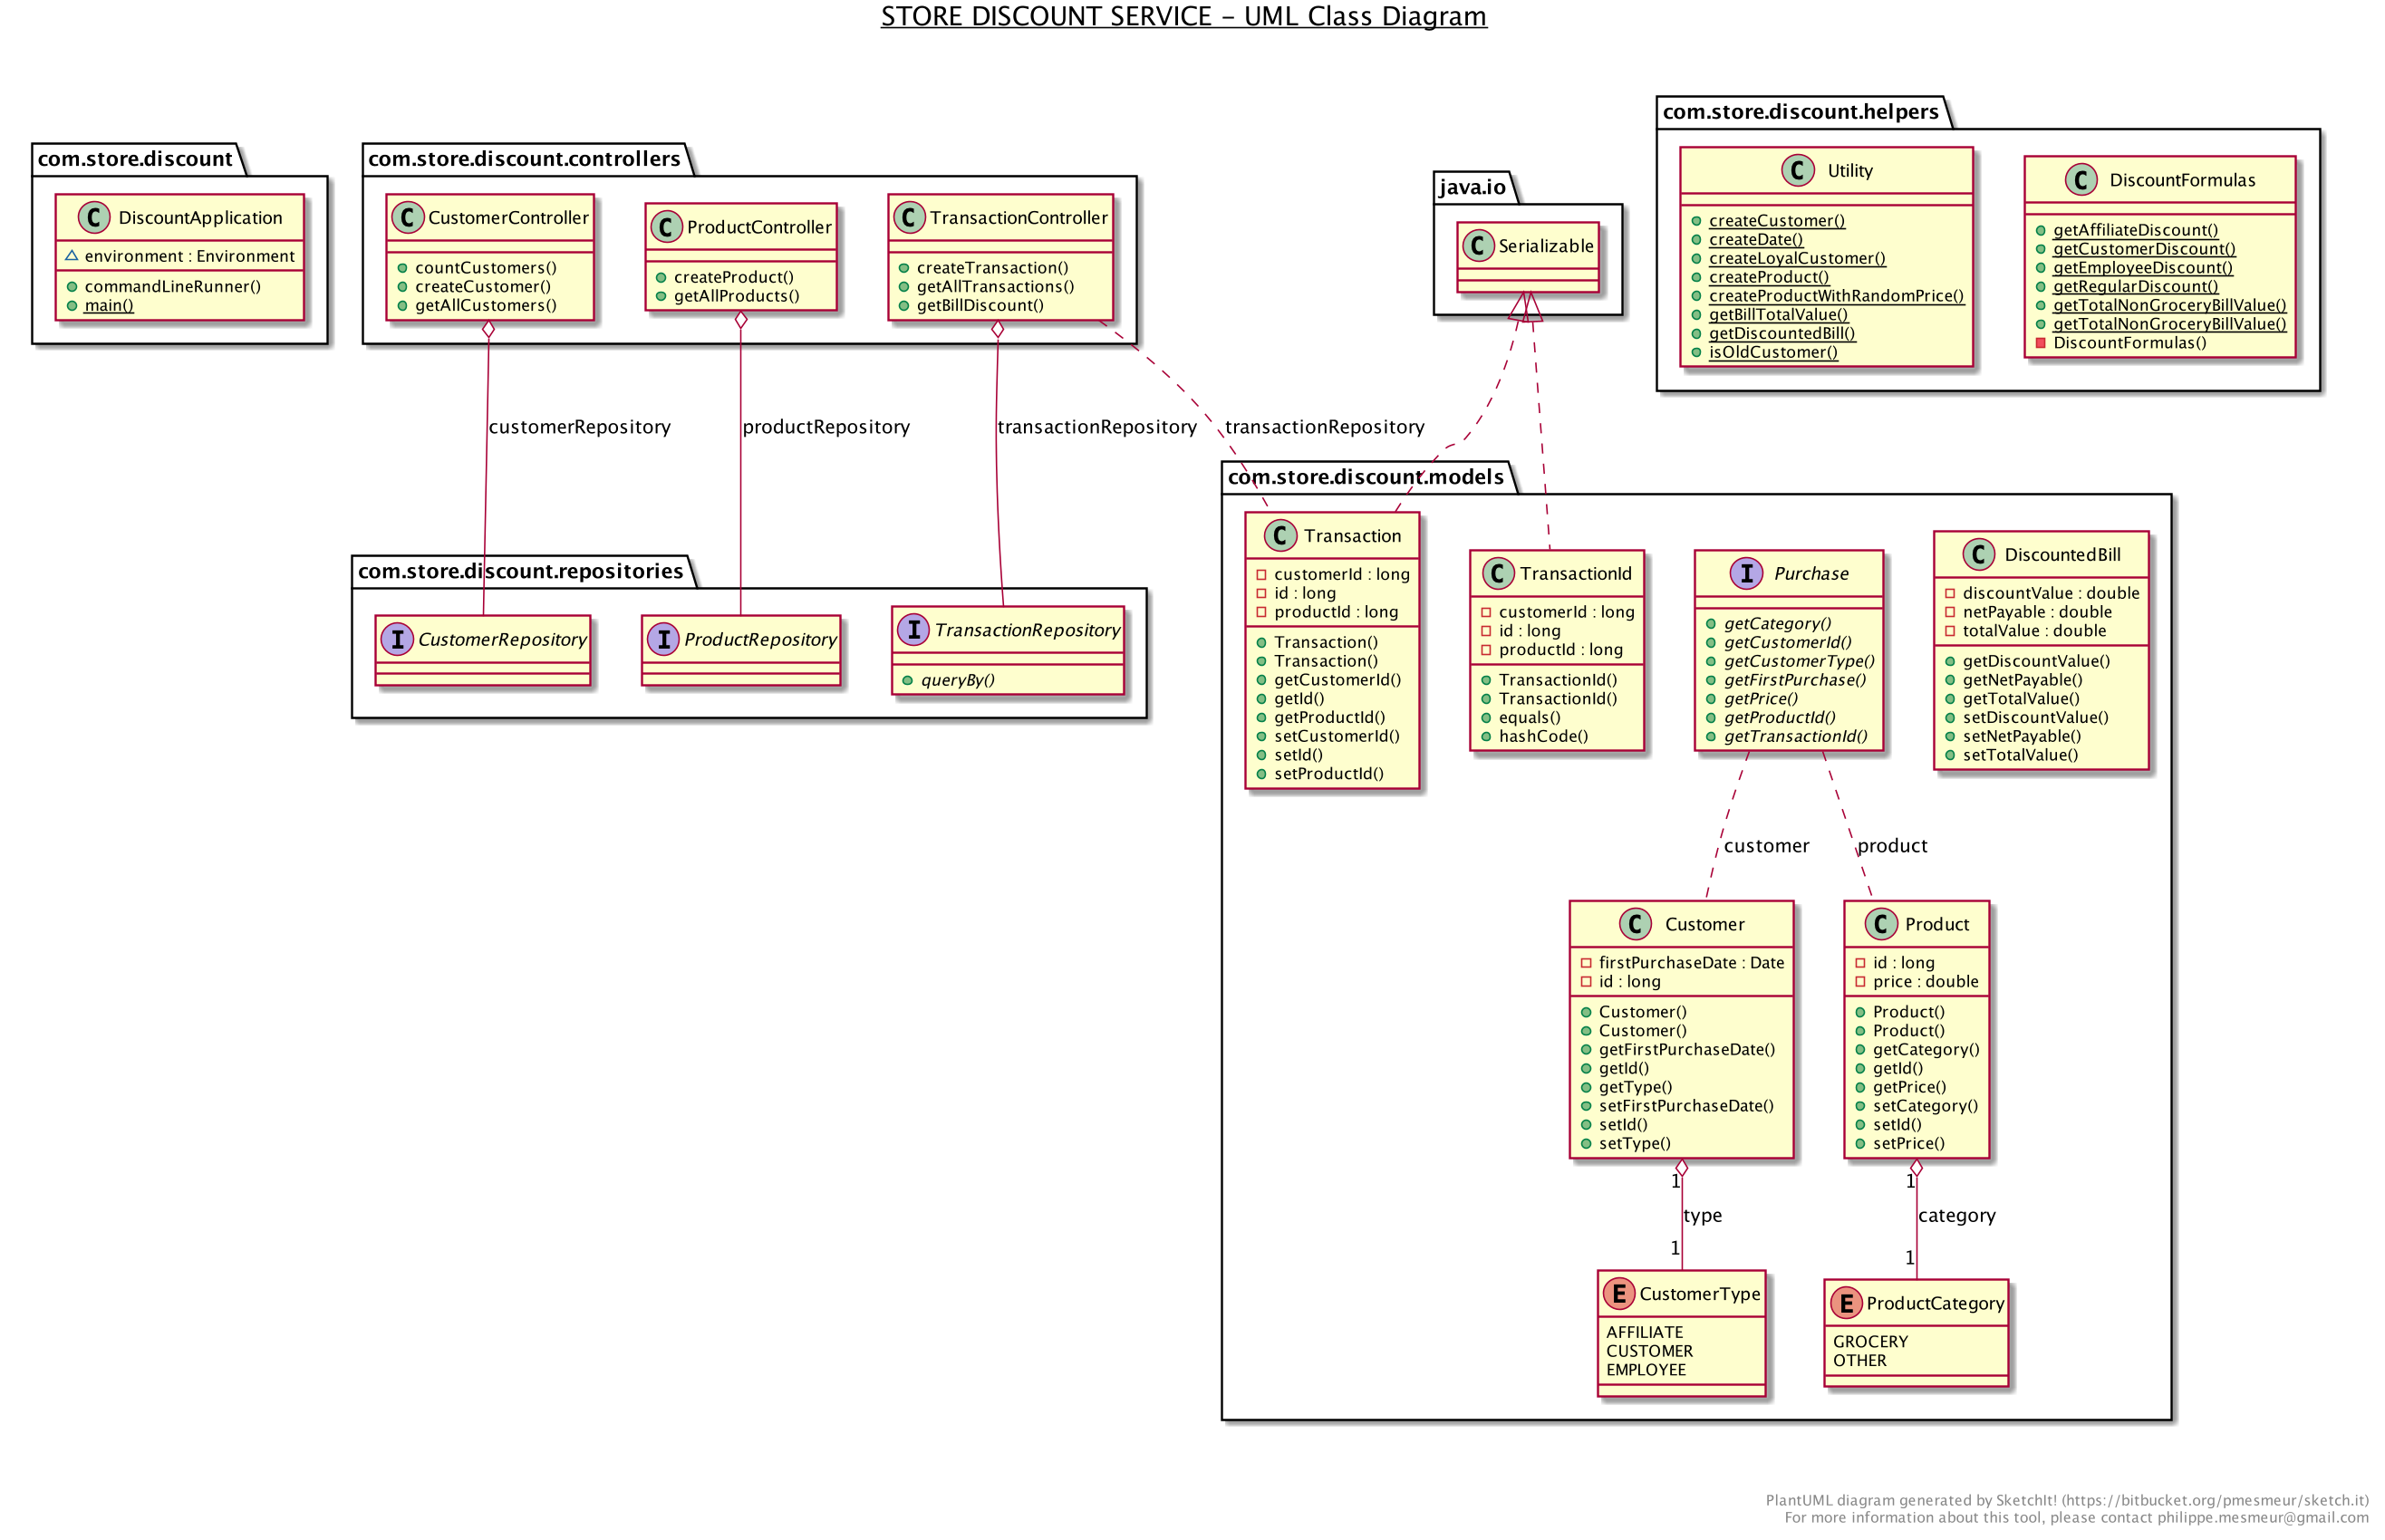 STORE DISCOUNT SERVICE - UML Class Diagram
com.store.discount
C DiscountApplication
environment : Environment
commandLineRunner()
main()
com.store.discount.controllers
C CustomerController
countCustomers()
createCustomer()
getAllCustomers()
C ProductController
createProduct()
getAllProducts()
C TransactionController
createTransaction()
getAllTransactions()
getBillDiscount()
java.io
C Serializable
com.store.discount.helpers
C Utility
createCustomer()
createDate()
createLoyalCustomer()
createProduct()
createProductWithRandomPrice()
getBillTotalValue()
getDiscountedBill()
isOldCustomer()
C DiscountFormulas
getAffiliateDiscount()
getCustomerDiscount()
getEmployeeDiscount()
getRegularDiscount()
getTotalNonGroceryBillValue()
getTotalNonGroceryBillValue()
DiscountFormulas()
customerRepository
productRepository
transactionRepository
transactionRepository
com.store.discount.repositories
I CustomerRepository
I ProductRepository
I TransactionRepository
queryBy()
com.store.discount.models
C Transaction
customerId : long
id : long
productId : long
Transaction()
Transaction()
getCustomerId()
getId()
getProductId()
setCustomerId()
setId()
setProductId()
C TransactionId
customerId : long
id : long
productId : long
TransactionId()
TransactionId()
equals()
hashCode()
I Purchase
getCategory()
getCustomerId()
getCustomerType()
getFirstPurchase()
getPrice()
getProductId()
getTransactionId()
C DiscountedBill
discountValue : double
netPayable : double
totalValue : double
getDiscountValue()
getNetPayable()
getTotalValue()
setDiscountValue()
setNetPayable()
setTotalValue()
customer
product
C Customer
firstPurchaseDate : Date
id : long
Customer()
Customer()
getFirstPurchaseDate()
getId()
getType()
setFirstPurchaseDate()
setId()
setType()
C Product
id : long
price : double
Product()
Product()
getCategory()
getId()
getPrice()
setCategory()
setId()
setPrice()
1
type
1
1
category
1
E CustomerType
AFFILIATE
CUSTOMER
EMPLOYEE
E ProductCategory
GROCERY
OTHER
PlantUML diagram generated by SketchIt! (https://bitbucket.org/pmesmeur/sketch.it)
For more information about this tool, please contact philippe.mesmeur@gmail.com